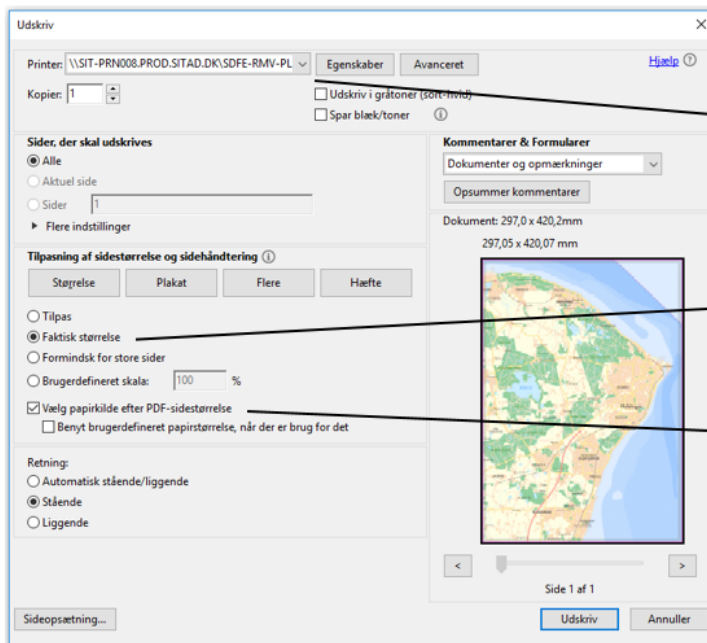 Udskriv
Printer: \\SIT-PRN008.PROD.SITAD.DK\SDFE-RMV-PL Egenskaber Avanceret Hjælp
Kopier: 1 Udskriv i gråtoner (sort-hvid)
Spar blæk/toner
Sider, der skal udskrives
Alle
Aktuel side
Sider 1
Flere indstillinger
Kommentarer & Formularer
Dokumenter og opmærkninger
Opsummer kommentarer
Dokument: 297,0 x 420,2mm
297,05 x 420,07 mm
Tilpasning af sidestørrelse og sidehåndtering
Størrelse Plakat Flere Hæfte
Tilpas
Faktisk størrelse
Formindsk for store sider
Brugerdefineret skala: 100 %
Vælg papirkilde efter PDF-sidestørrelse
Benyt brugerdefineret papirstørrelse, når der er brug for det
Retning:
Automatisk stående/liggende
Stående
Liggende
< >
Side 1 af 1
Sideopsætning... Udskriv Annuller